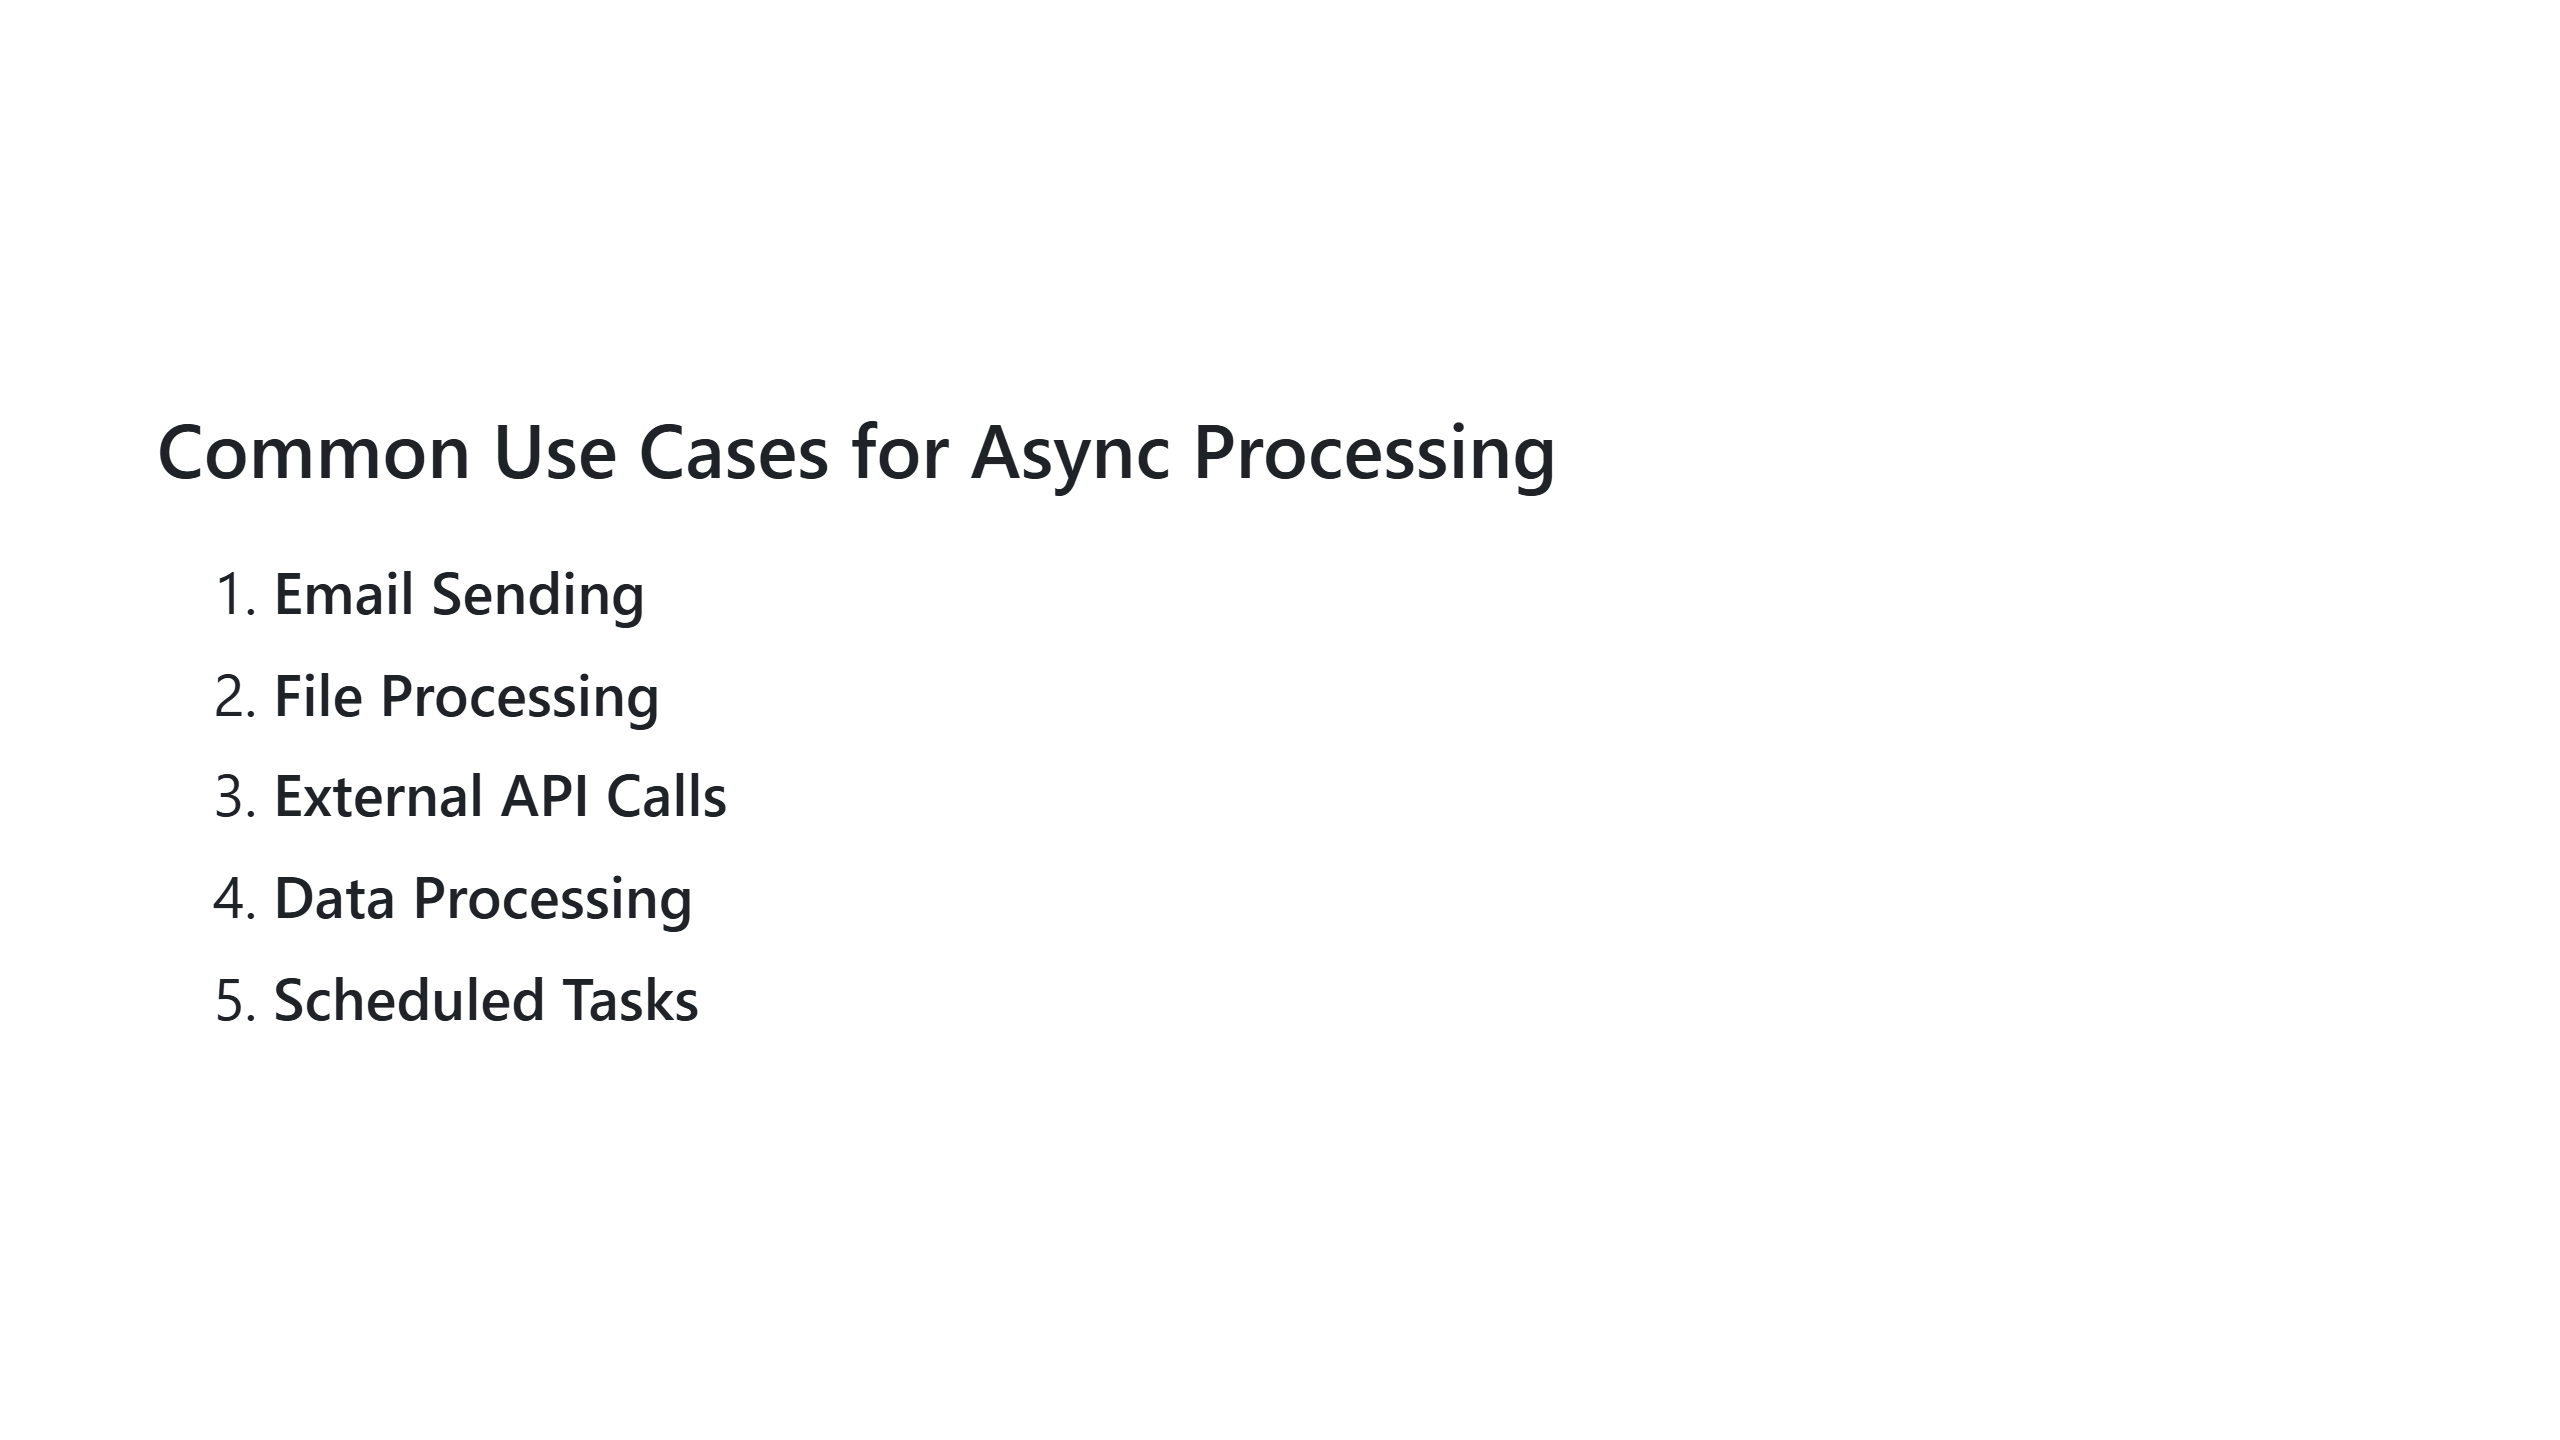 Common Use Cases for Async Processing
1. Email Sending
2. File Processing
3. External API Calls
4. Data Processing
5. Scheduled Tasks